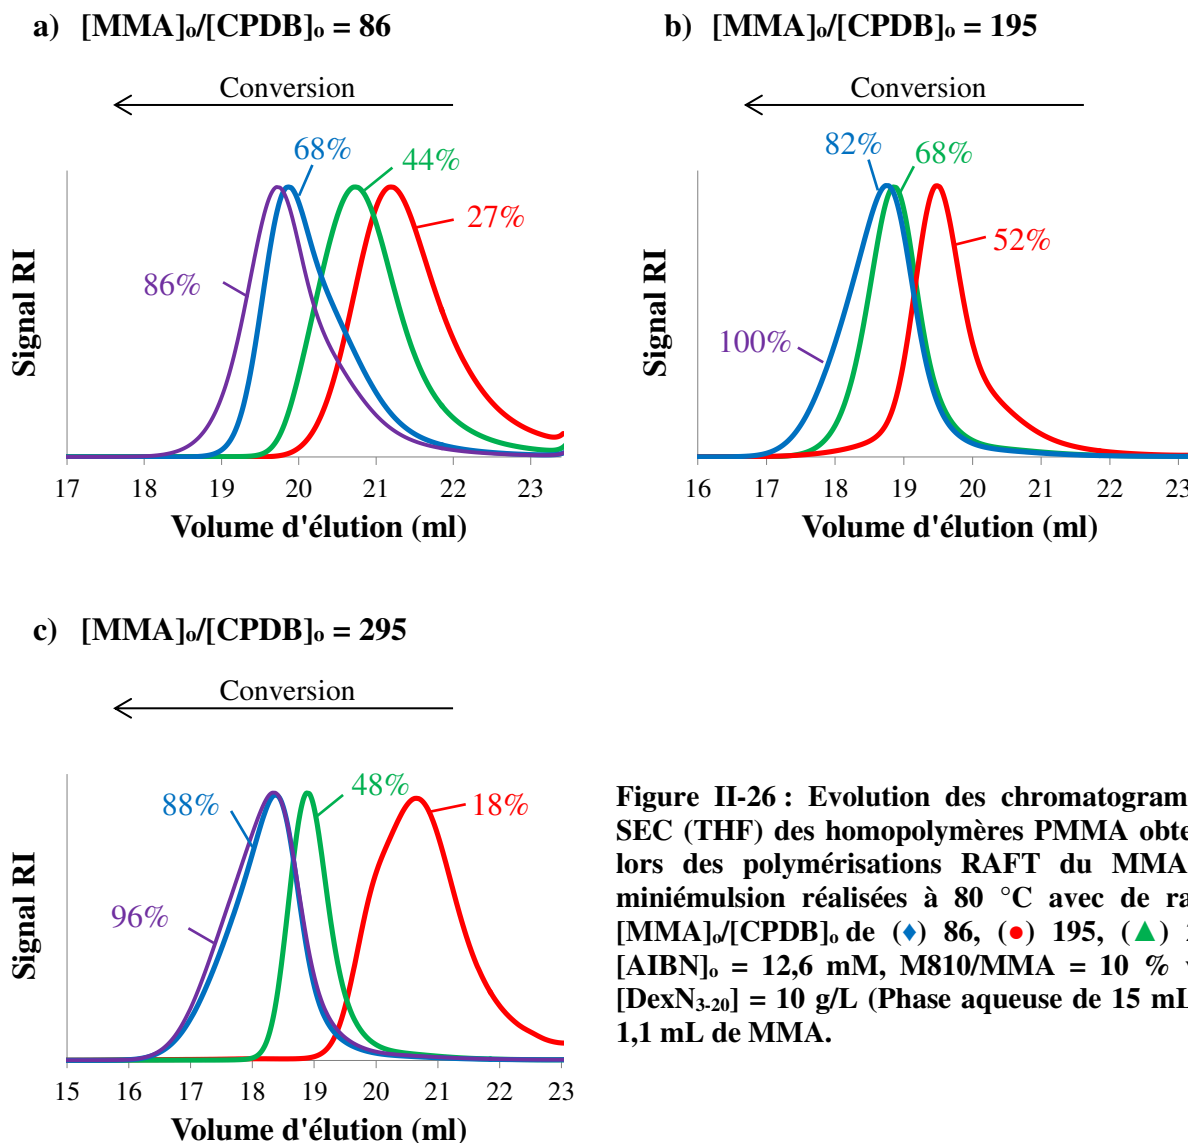 a) [MMA]o/[CPDB]o = 86
Conversion
68%
44%
27%
86%
Signal RI
17 18 19 20 21 22 23
Volume d'élution (ml)
b) [MMA]o/[CPDB]o = 195
Conversion
82%
68%
52%
100%
Signal RI
16 17 18 19 20 21 22 23
Volume d'élution (ml)
c) [MMA]o/[CPDB]o = 295
Conversion
88%
48%
18%
96%
Signal RI
15 16 17 18 19 20 21 22 23
Volume d'élution (ml)
Figure II-26 : Evolution des chromatogram
SEC (THF) des homopolymères PMMA obte
lors des polymérisations RAFT du MMA
miniémulsion réalisées à 80 °C avec de ra
[MMA]o/[CPDB]o de (♦) 86, (●) 195, (▲)
[AIBN]o = 12,6 mM, M810/MMA = 10 %
[DexN3-20] = 10 g/L (Phase aqueuse de 15 mL
1,1 mL de MMA.